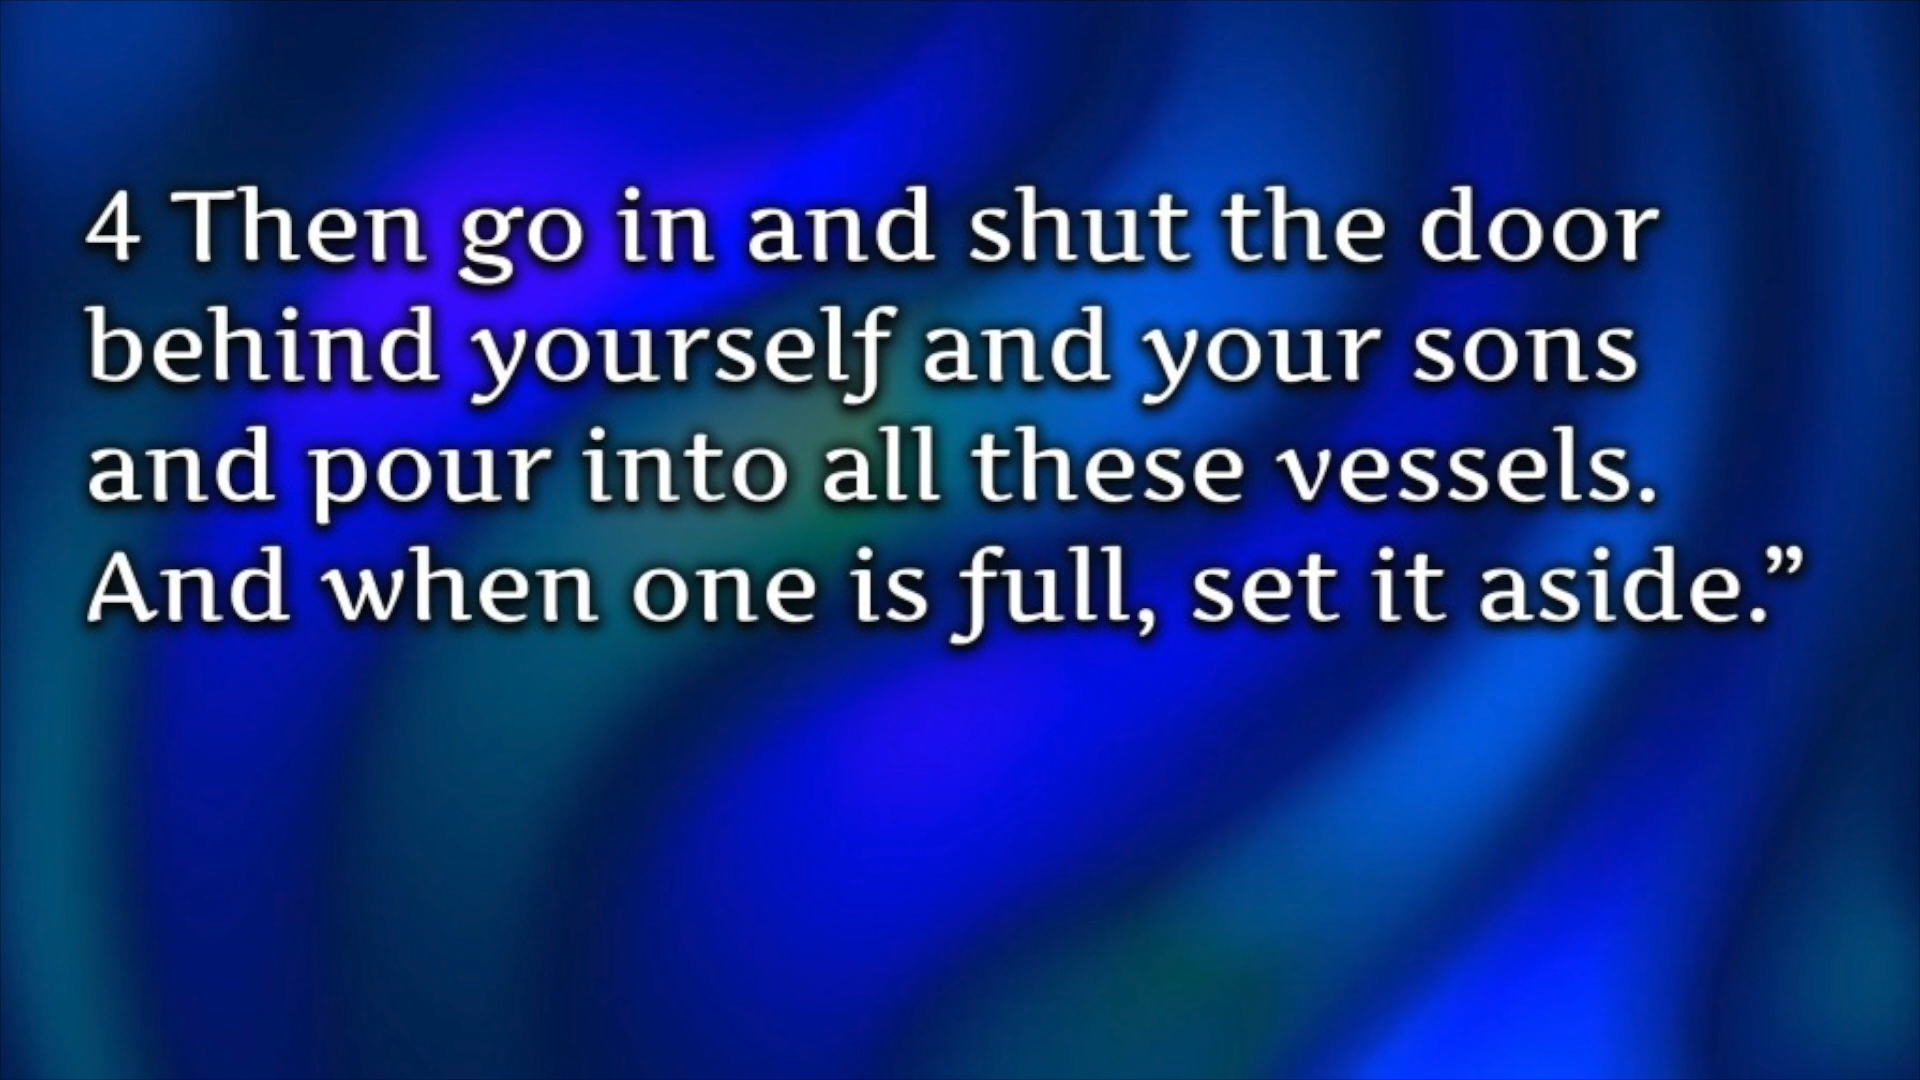 4 Then go in and shut the door
behind yourself and your sons
and pour into all these vessels.
And when one is full, set it aside.”